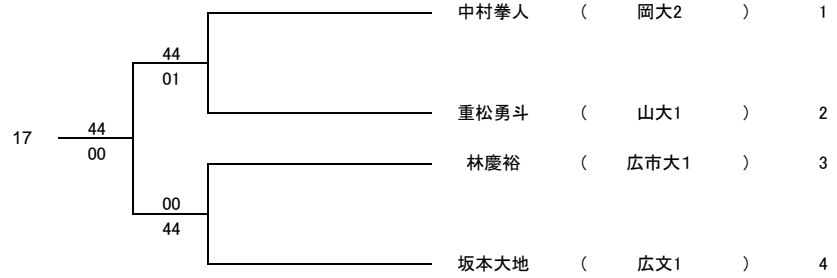 中村拳人 ( 岡大2 ) 1
44
01
重松勇斗 ( 山大1 ) 2
17
44
00
林慶裕 ( 広市大1 ) 3
00
44
坂本大地 ( 広文1 ) 4